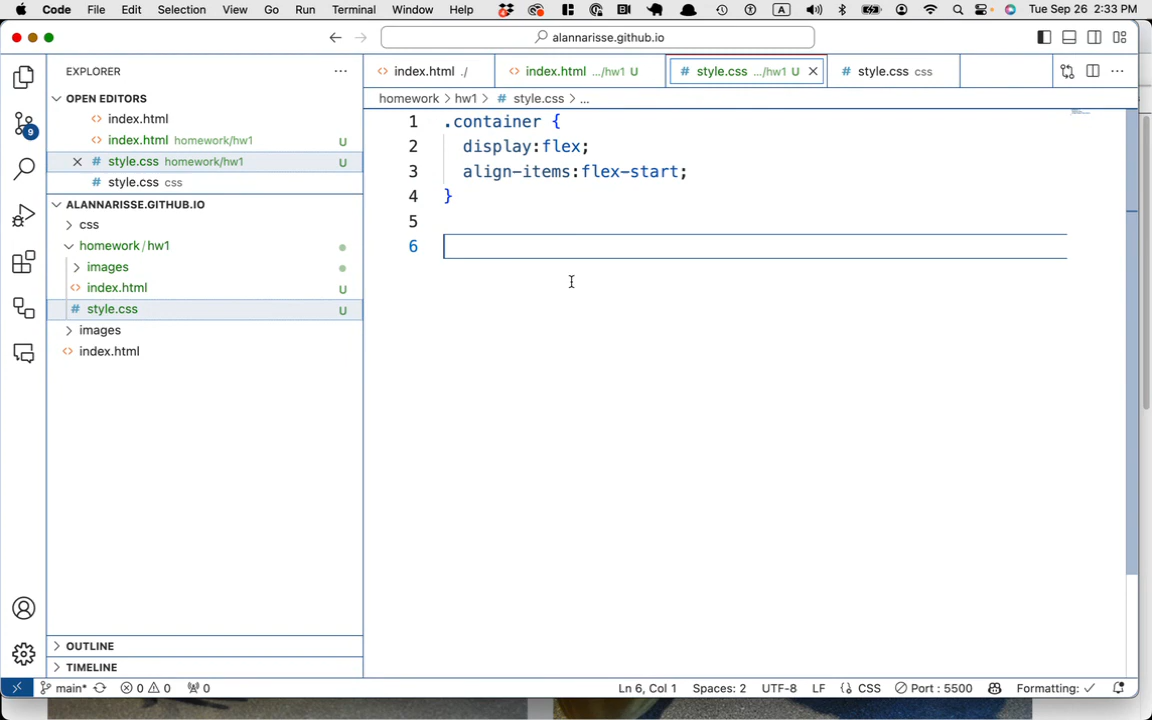 Code File Edit Selection View Go Run Terminal Window Help A Tue Sep 26 2:33 PM
alannarisse.github.io
EXPLORER
index.html ./
index.html .../hw1 U
style.css .../hw1 U
style.css css
OPEN EDITORS
index.html
index.html homework/hw1 U
style.css homework/hw1 U
style.css css
ALANNARISSE.GITHUB.IO
css
homework/hw1
images
index.html U
style.css U
images
index.html
OUTLINE
TIMELINE
9
homework > hw1 > # style.css > ...
1 .container {
2 display:flex;
3 align-items:flex-start;
4 }
5
6
main* 0 0 0 Ln 6, Col 1 Spaces: 2 UTF-8 LF {} CSS Port : 5500 Formatting: ✓